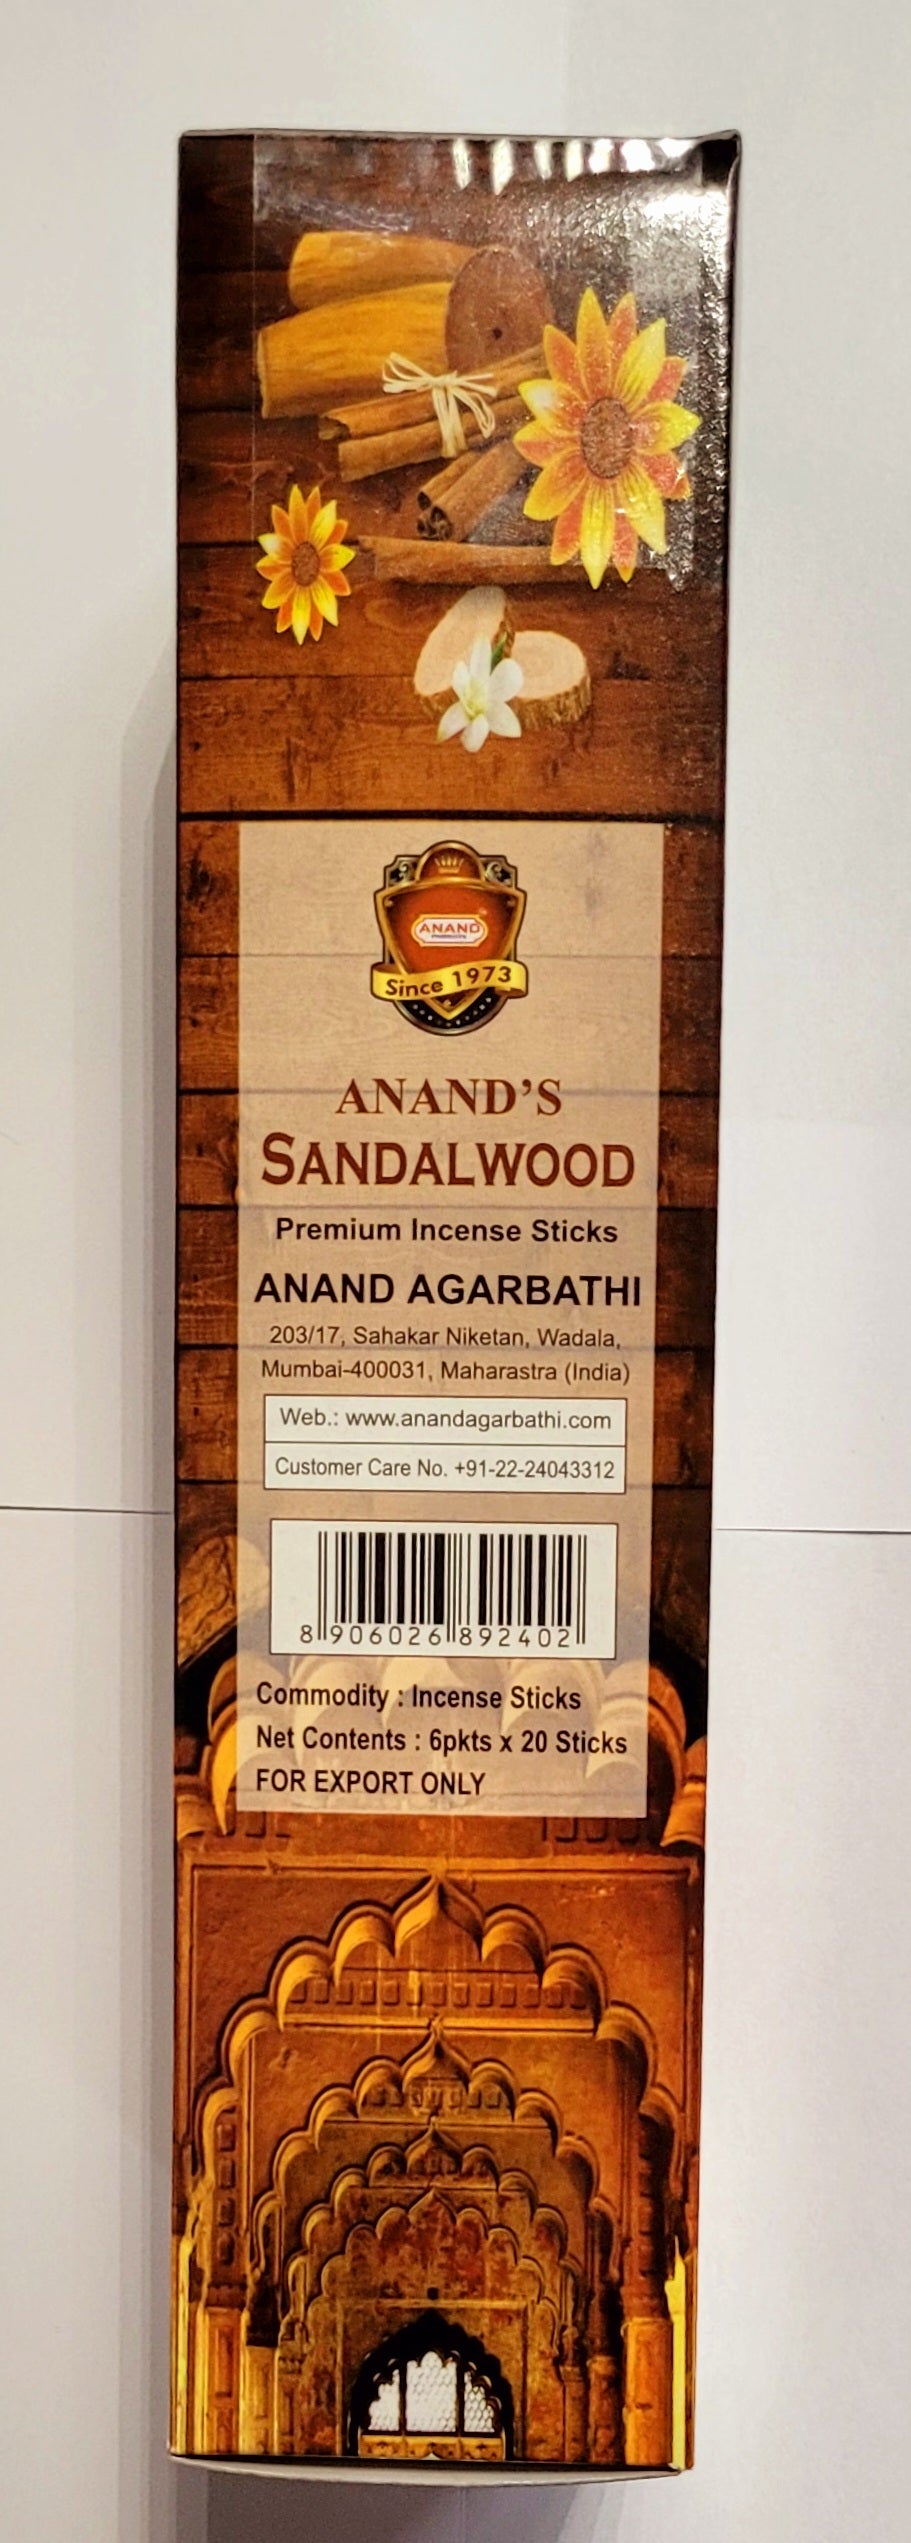 ANAND
Since 1973
ANAND'S
SANDALWOOD
Premium Incense Sticks
ANAND AGARBATHI
203/17, Sahakar Niketan, Wadala,
Mumbai-400031, Maharastra (India)
Web.: www.anandagarbathi.com
Customer Care No. +91-22-24043312
8 906026 892402
Commodity : Incense Sticks
Net Contents : 6pkts x 20 Sticks
FOR EXPORT ONLY